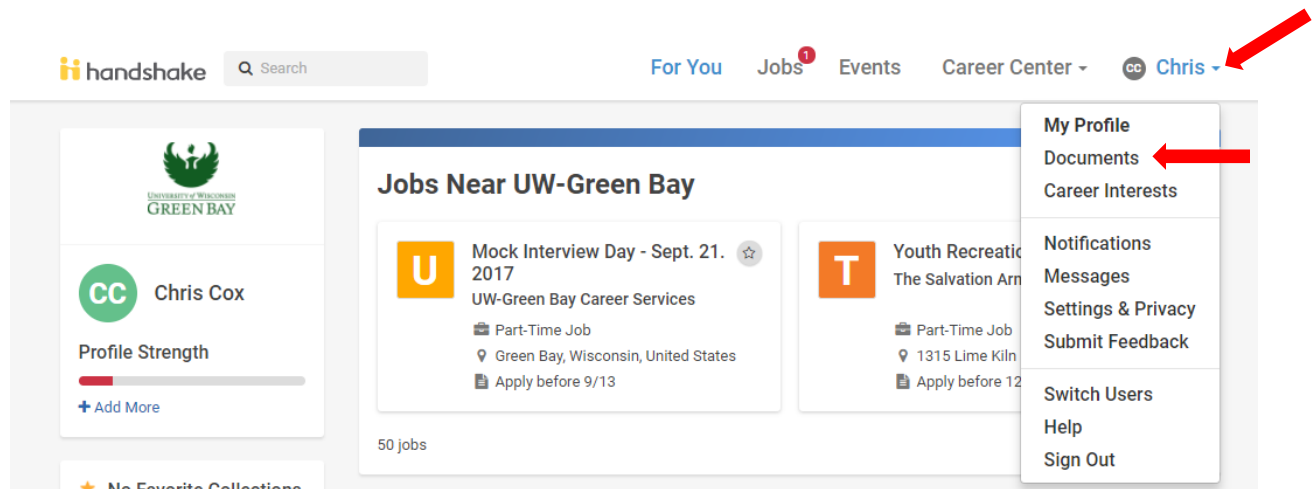 handshake
Search
For You
Jobs
1
Events
Career Center
CC
Chris
My Profile
Documents
Career Interests
Notifications
Messages
Settings & Privacy
Submit Feedback
Switch Users
Help
Sign Out
UNIVERSITY of WISCONSIN
GREEN BAY
CC
Chris Cox
Profile Strength
+ Add More
No Favorite Collections
Jobs Near UW-Green Bay
U
Mock Interview Day - Sept. 21.
2017
UW-Green Bay Career Services
Part-Time Job
Green Bay, Wisconsin, United States
Apply before 9/13
T
Youth Recreatio
The Salvation Arm
Part-Time Job
1315 Lime Kiln
Apply before 12
50 jobs